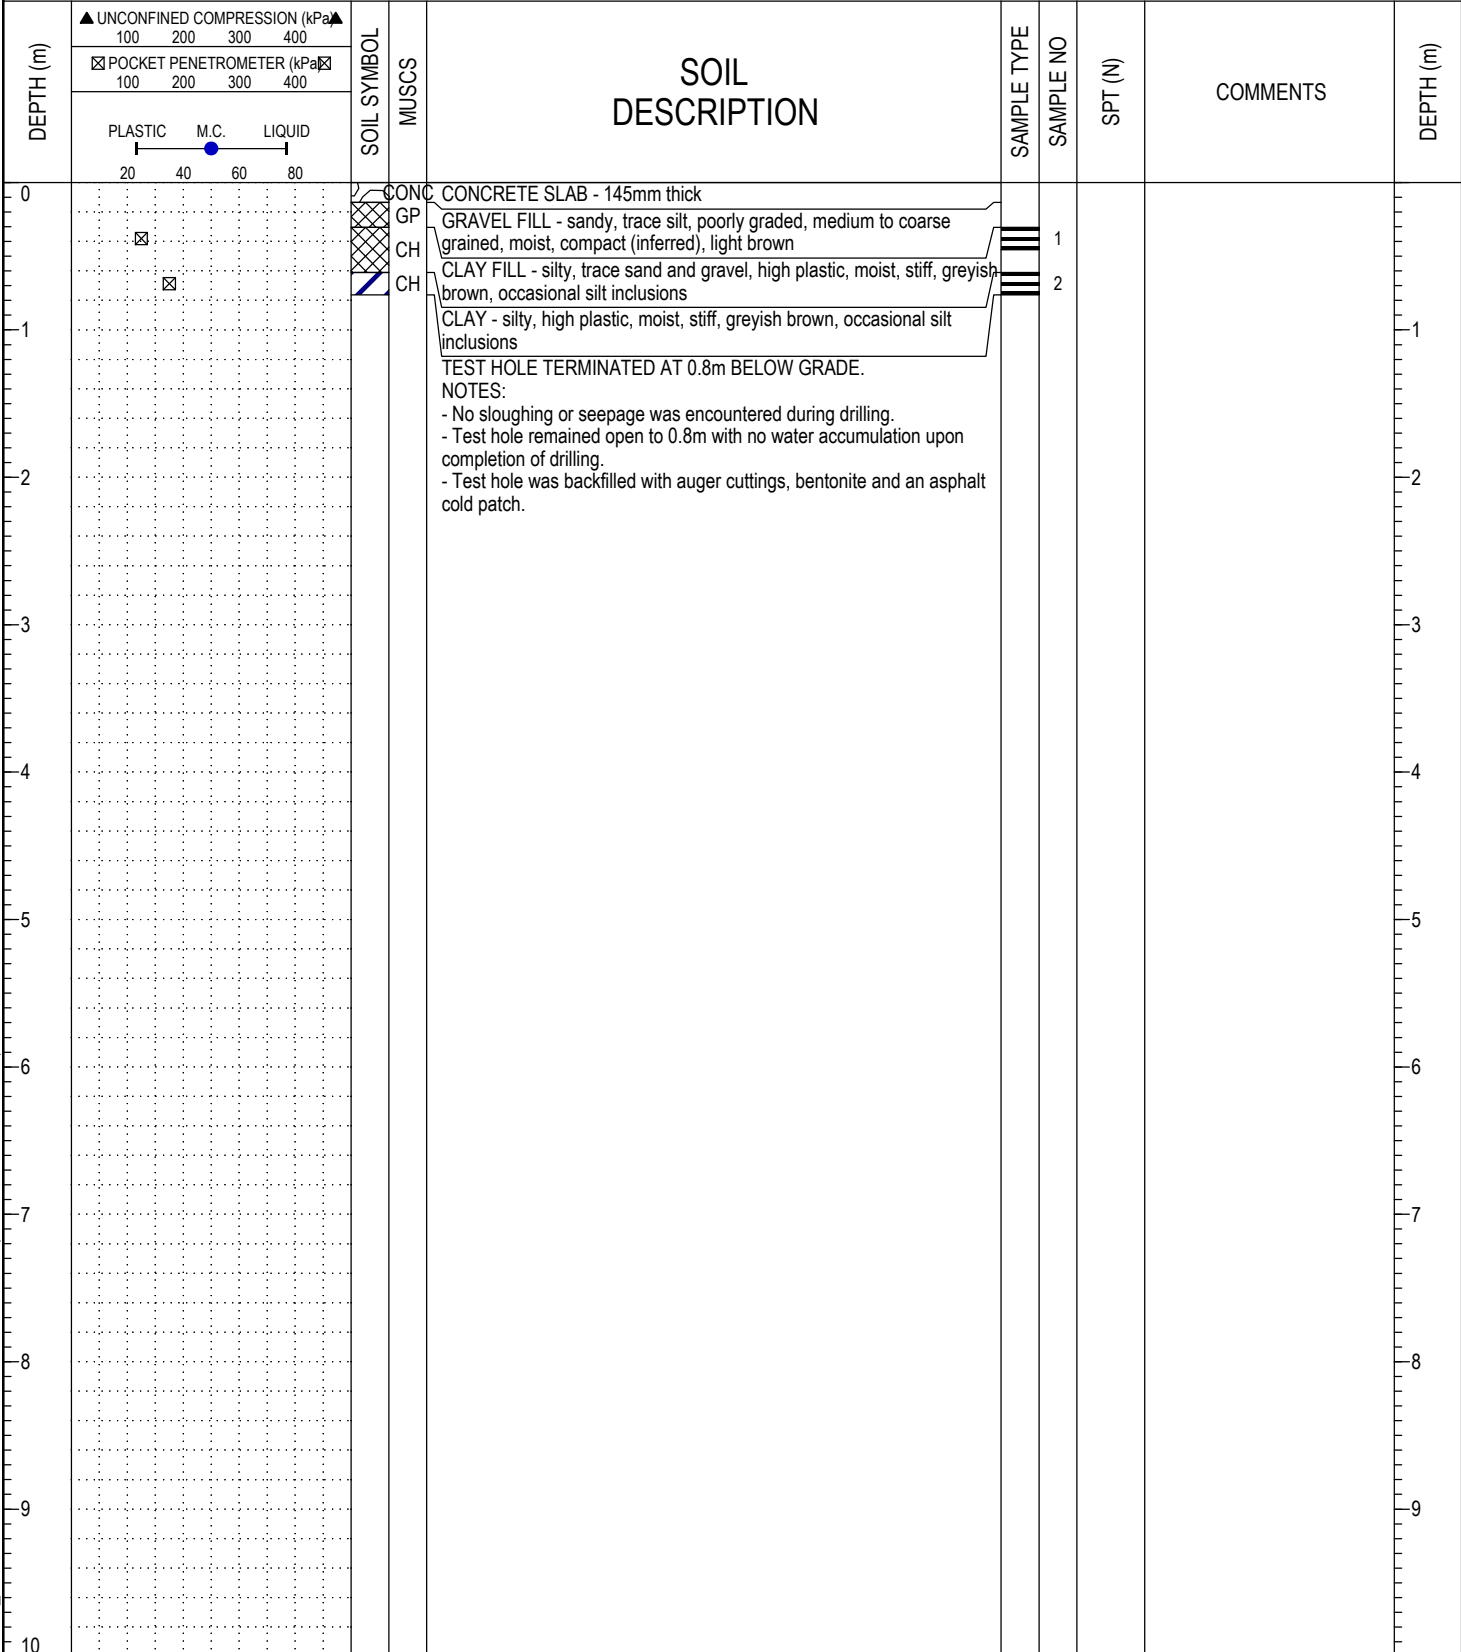 DEPTH (m)
UNCONFINED COMPRESSION (kPa)
100 200 300 400
POCKET PENETROMETER (kPa)
100 200 300 400
PLASTIC M.C. LIQUID
20 40 60 80
SOIL SYMBOL
MUSCS
SOIL
DESCRIPTION
SAMPLE TYPE
SAMPLE NO
SPT (N)
COMMENTS
DEPTH (m)
0
CONC CONCRETE SLAB - 145mm thick
GP GRAVEL FILL - sandy, trace silt, poorly graded, medium to coarse
grained, moist, compact (inferred), light brown
1
CH CLAY FILL - silty, trace sand and gravel, high plastic, moist, stiff, greyish
brown, occasional silt inclusions
CH
2
CLAY - silty, high plastic, moist, stiff, greyish brown, occasional silt
inclusions
1 1
TEST HOLE TERMINATED AT 0.8m BELOW GRADE.
NOTES:
- No sloughing or seepage was encountered during drilling.
- Test hole remained open to 0.8m with no water accumulation upon
completion of drilling.
2 2
- Test hole was backfilled with auger cuttings, bentonite and an asphalt
cold patch.
3 3
4 4
5 5
6 6
7 7
8 8
9 9
10